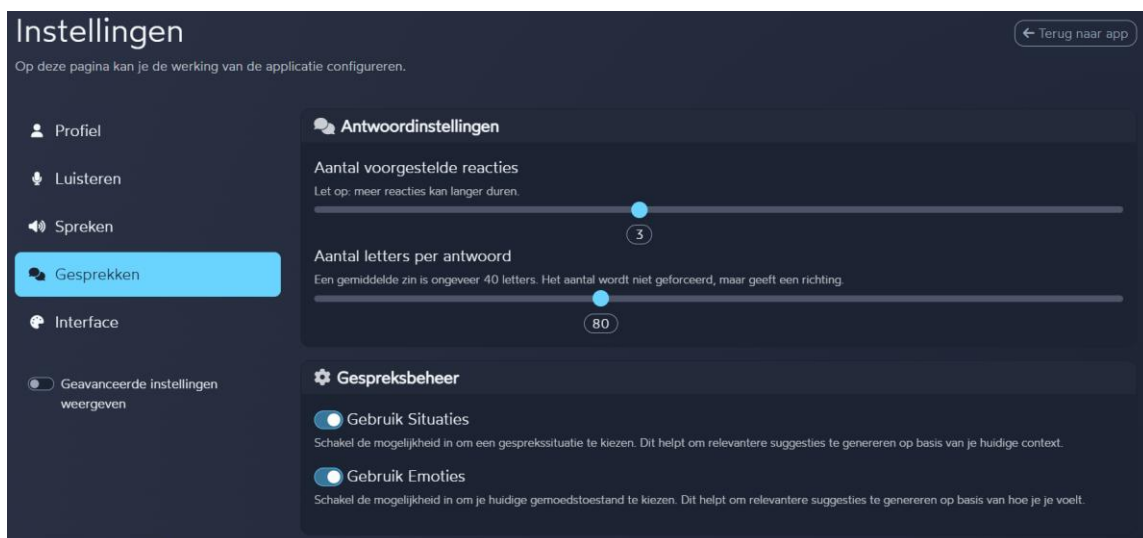 Instellingen
← Terug naar app
Op deze pagina kan je de werking van de applicatie configureren.
Profiel
Luisteren
Spreken
Gesprekken
Interface
Geavanceerde instellingen
weergeven
Antwoordinstellingen
Aantal voorgestelde reacties
Let op: meer reacties kan langer duren.
3
Aantal letters per antwoord
Een gemiddelde zin is ongeveer 40 letters. Het aantal wordt niet geforceerd, maar geeft een richting.
80
Gespreksbeheer
Gebruik Situaties
Schakel de mogelijkheid in om een gesprekssituatie te kiezen. Dit helpt om relevantere suggesties te genereren op basis van je huidige context.
Gebruik Emoties
Schakel de mogelijkheid in om je huidige gemoedstoestand te kiezen. Dit helpt om relevantere suggesties te genereren op basis van hoe je je voelt.